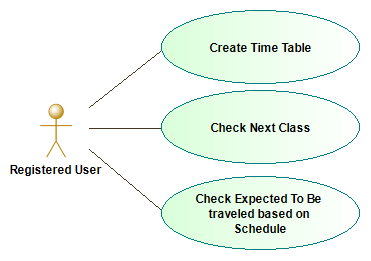 Create Time Table
Check Next Class
Registered User
Check Expected To Be
traveled based on
Schedule